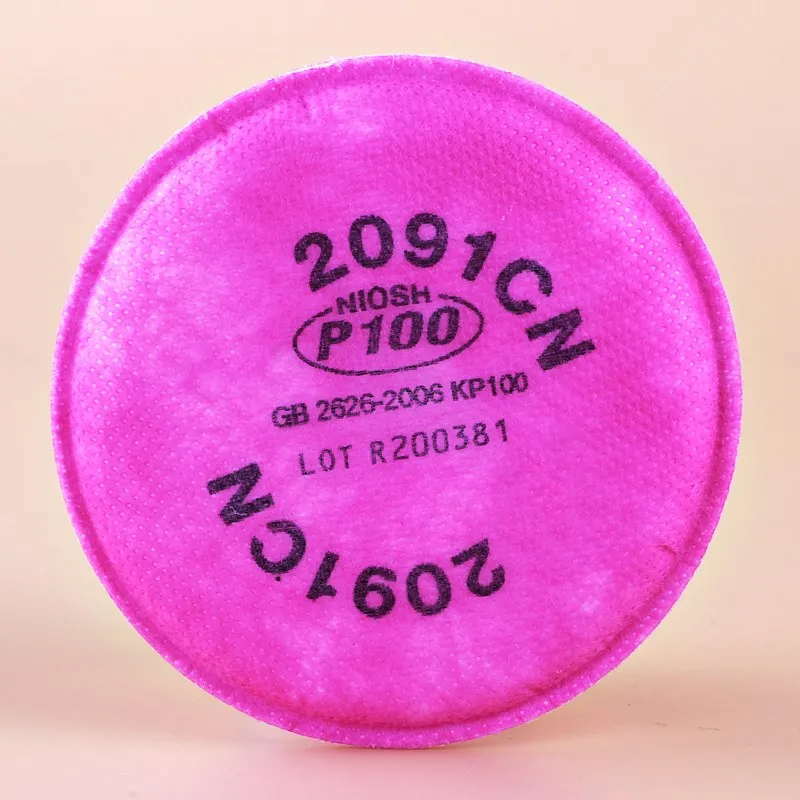 2091CN
NIOSH
P100
GB 2626-2006 KP100
LOT R200381
2091CN